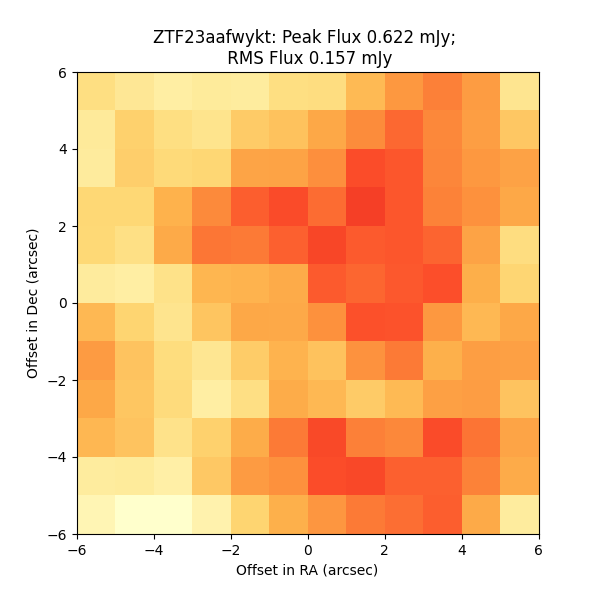 ZTF23aafwykt: Peak Flux 0.622 mJy;
RMS Flux 0.157 mJy
6
4
2
0
−2
−4
−6
Offset in Dec (arcsec)
−6 −4 −2 0 2 4 6
Offset in RA (arcsec)